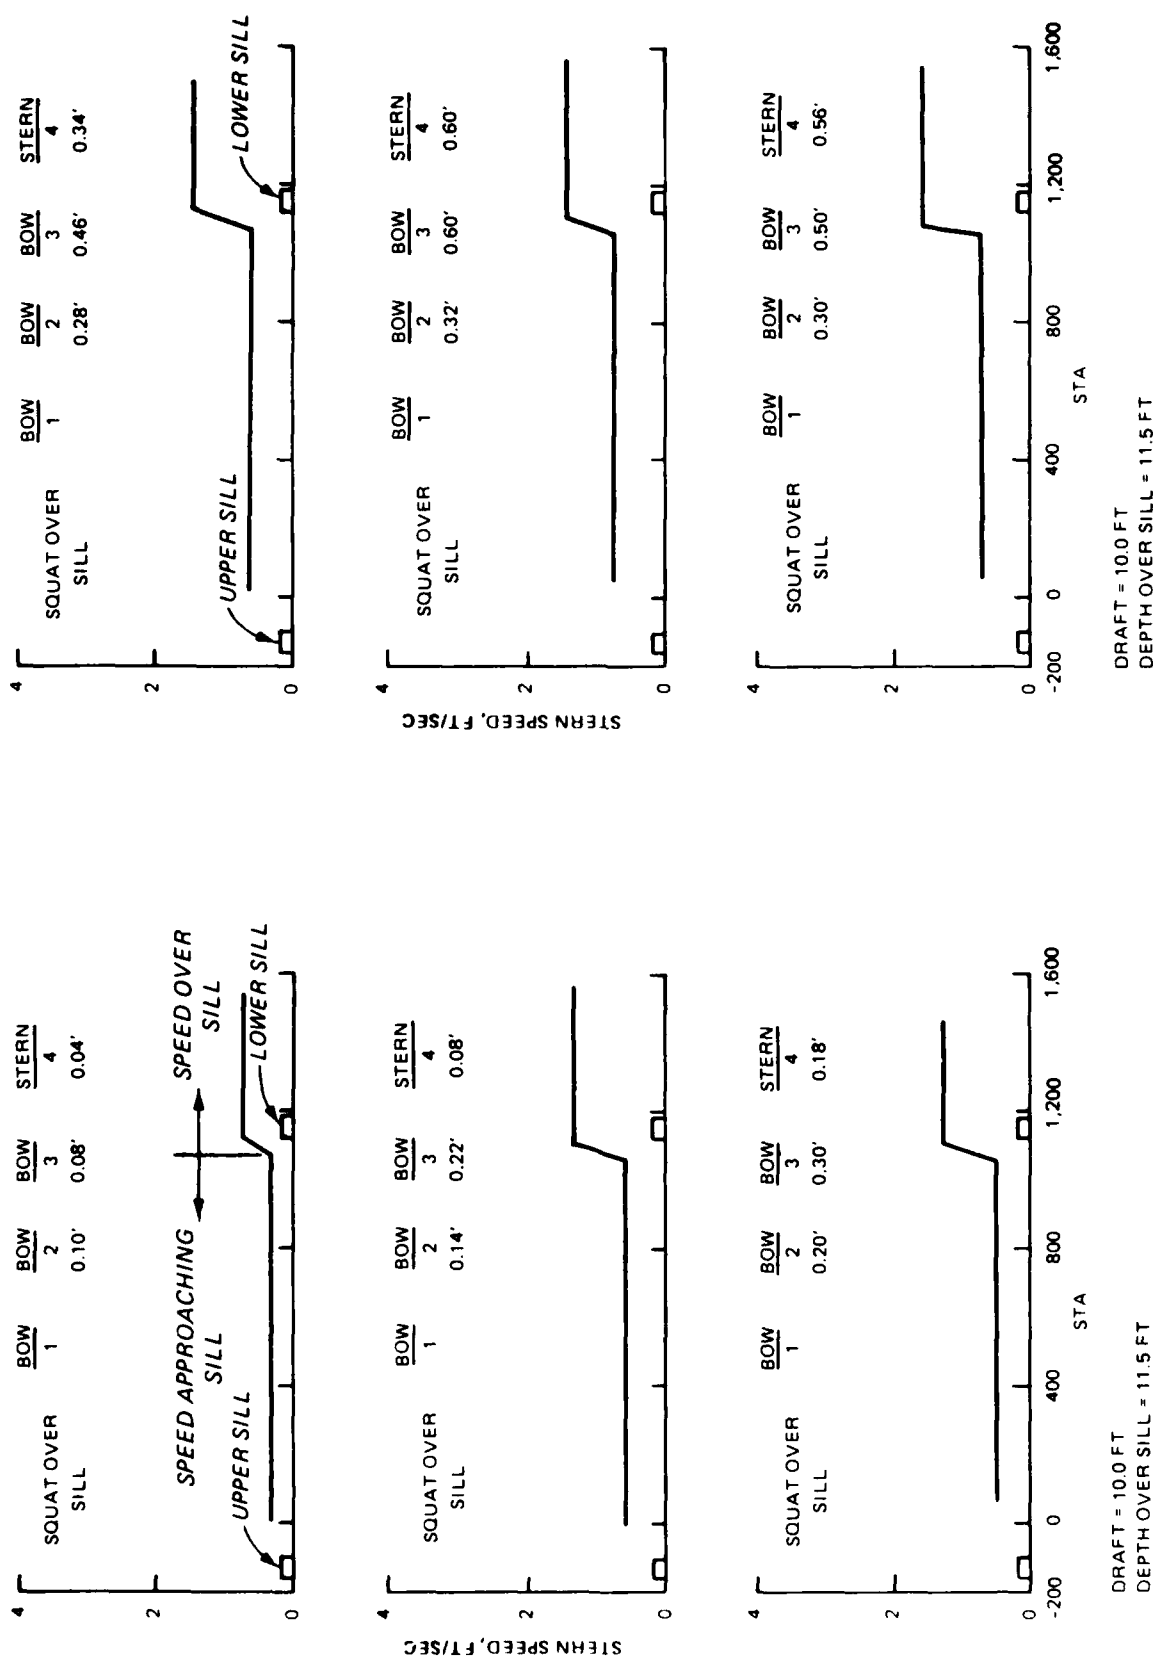 SQUAT OVER
SILL
BOW
1
BOW
2
0.10'
BOW
3
0.08'
STERN
4
0.04'
SPEED APPROACHING
SILL
SPEED OVER
SILL
UPPER SILL
LOWER SILL
4
2
0
SQUAT OVER
SILL
BOW
1
BOW
2
0.14'
BOW
3
0.22'
STERN
4
0.08'
4
2
0
STERN SPEED, FT/SEC
SQUAT OVER
SILL
BOW
1
BOW
2
0.20'
BOW
3
0.30'
STERN
4
0.18'
4
2
0
-200
0
400
800
1,200
1,600
STA
DRAFT = 10.0 FT
DEPTH OVER SILL = 11.5 FT
SQUAT OVER
SILL
BOW
1
BOW
2
0.28'
BOW
3
0.46'
STERN
4
0.34'
UPPER SILL
LOWER SILL
4
2
0
SQUAT OVER
SILL
BOW
1
BOW
2
0.32'
BOW
3
0.60'
STERN
4
0.60'
4
2
0
STERN SPEED, FT/SEC
SQUAT OVER
SILL
BOW
1
BOW
2
0.30'
BOW
3
0.50'
STERN
4
0.56'
4
2
0
-200
0
400
800
1,200
1,600
STA
DRAFT = 10.0 FT
DEPTH OVER SILL = 11.5 FT